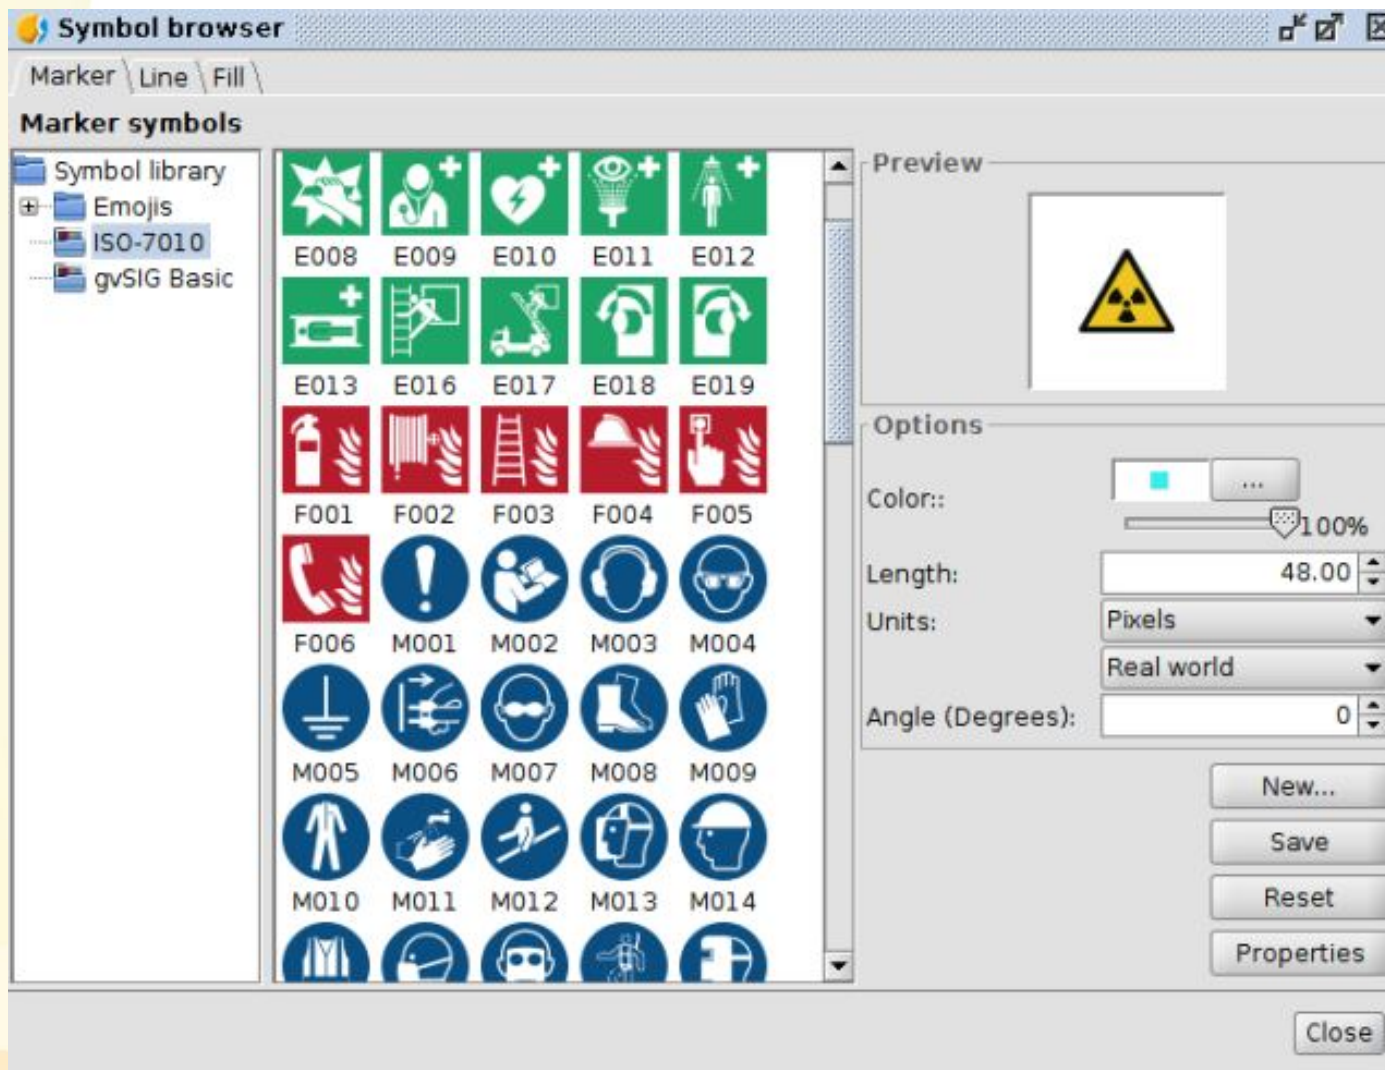 Symbol browser
Marker Line Fill
Marker symbols
Symbol library
Emojis
ISO-7010
gvSIG Basic
E008 E009 E010 E011 E012
E013 E016 E017 E018 E019
F001 F002 F003 F004 F005
F006 M001 M002 M003 M004
M005 M006 M007 M008 M009
M010 M011 M012 M013 M014
Preview
Options
Color::
...
100%
Length: 48.00
Units: Pixels
Real world
Angle (Degrees): 0
New...
Save
Reset
Properties
Close